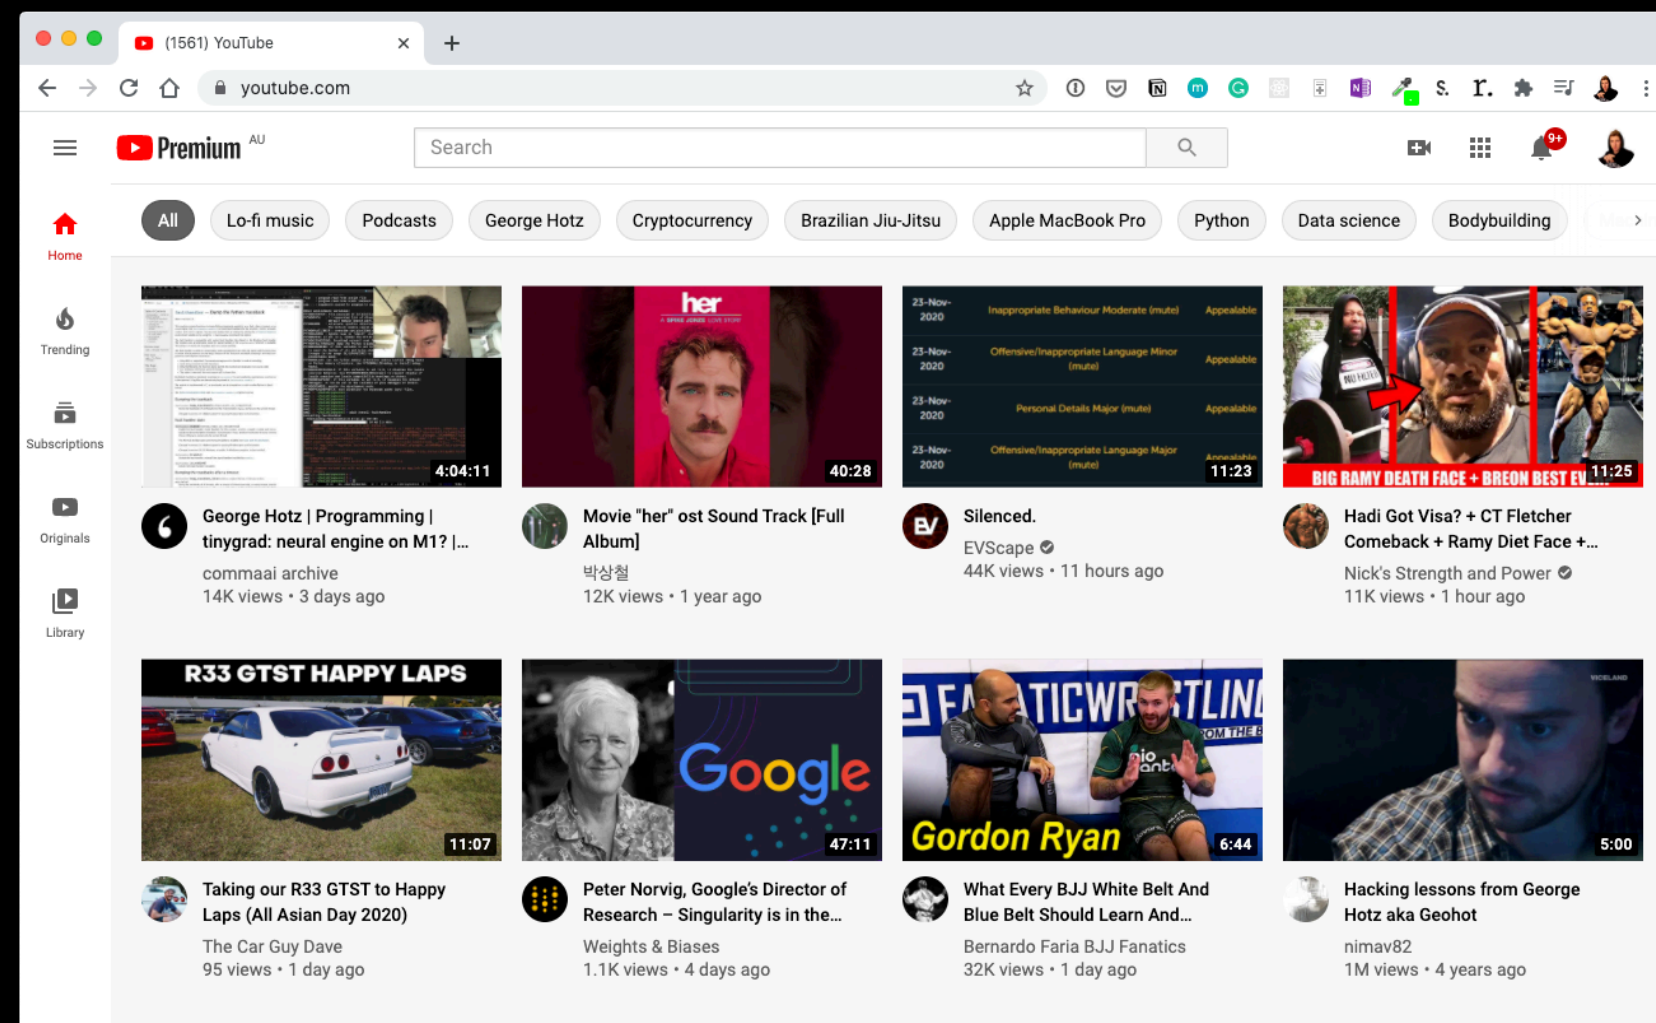 (1561) YouTube
youtube.com
Premium AU
Search
9+
All
Lo-fi music
Podcasts
George Hotz
Cryptocurrency
Brazilian Jiu-Jitsu
Apple MacBook Pro
Python
Data science
Bodybuilding
Home
Trending
Subscriptions
Originals
Library
4:04:11
George Hotz | Programming |
tinygrad: neural engine on M1? |...
commaai archive
14K views • 3 days ago
her
A SPIKE JONZE LOVE STORY
40:28
Movie "her" ost Sound Track [Full
Album]
박상철
12K views • 1 year ago
23-Nov-
2020
Inappropriate Behaviour Moderate (mute)
Appealable
23-Nov-
2020
Offensive/Inappropriate Language Minor
(mute)
Appealable
23-Nov-
2020
Personal Details Major (mute)
Appealable
23-Nov-
2020
Offensive/Inappropriate Language Major
(mute)
Appealable
11:23
EV
Silenced.
EVScape
44K views • 11 hours ago
NO FILTER
BIG RAMY DEATH FACE + BREON BEST
11:25
Hadi Got Visa? + CT Fletcher
Comeback + Ramy Diet Face +...
Nick's Strength and Power
11K views • 1 hour ago
R33 GTST HAPPY LAPS
11:07
Taking our R33 GTST to Happy
Laps (All Asian Day 2020)
The Car Guy Dave
95 views • 1 day ago
Google
47:11
Peter Norvig, Google's Director of
Research – Singularity is in the...
Weights & Biases
1.1K views • 4 days ago
Gordon Ryan
6:44
What Every BJJ White Belt And
Blue Belt Should Learn And...
Bernardo Faria BJJ Fanatics
32K views • 1 day ago
VICELAND
5:00
Hacking lessons from George
Hotz aka Geohot
nimav82
1M views • 4 years ago